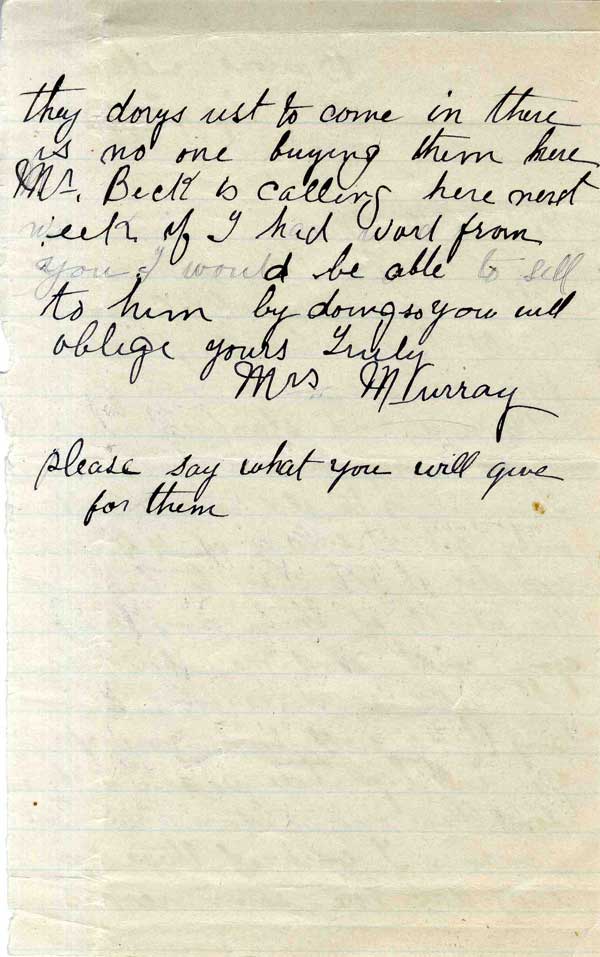 they dorys ust to come in there
is no one buying them here
Mr. Beck is calling here next
week if I had word from
you I would be able to sell
to him by doing so you will
oblige yours Truly
Mrs Murray
please say what you will give
for them